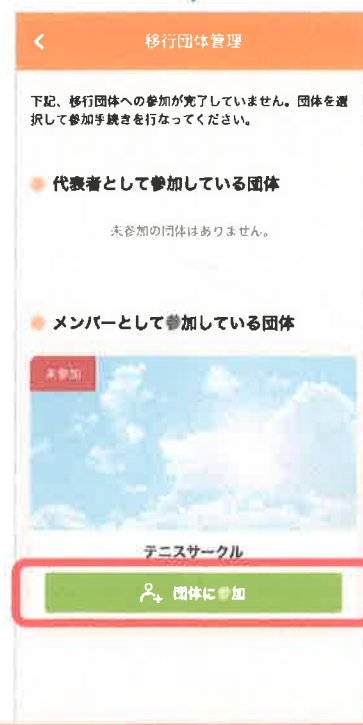 移行団体管理
下記、移行団体への参加が完了していません。団体を選
択して参加手続きを行なってください。
代表者として参加している団体
未参加の団体はありません。
メンバーとして参加している団体
未参加
テニスサークル
団体に参加